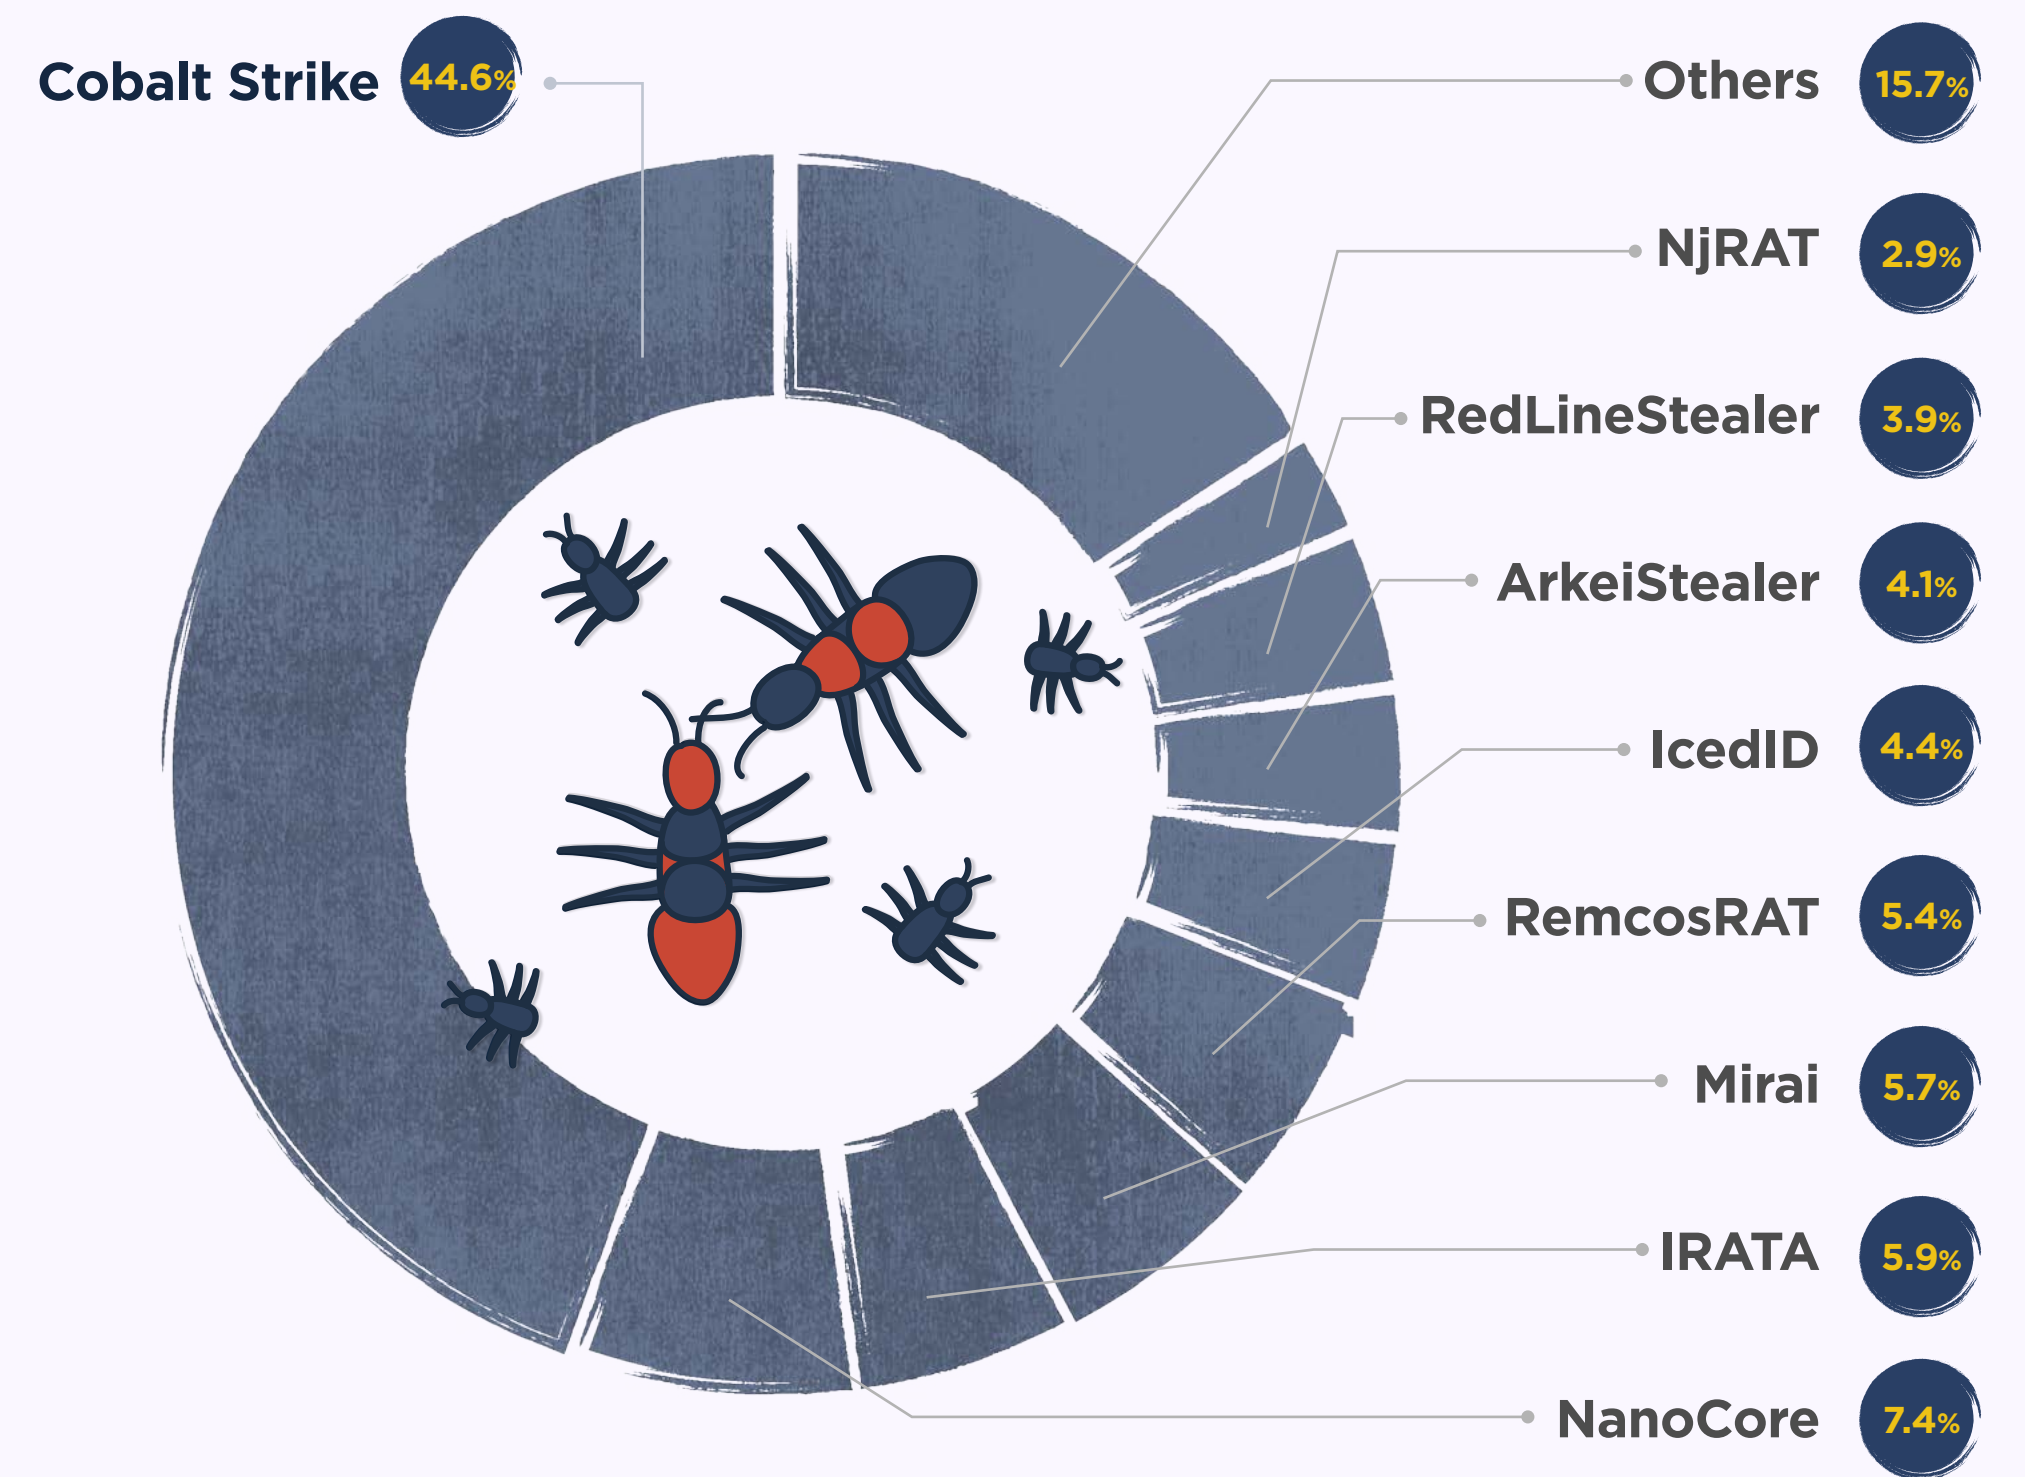 Cobalt Strike 44.6%
Others 15.7%
NjRAT 2.9%
RedLineStealer 3.9%
ArkeiStealer 4.1%
IcedID 4.4%
RemcosRAT 5.4%
Mirai 5.7%
IRATA 5.9%
NanoCore 7.4%